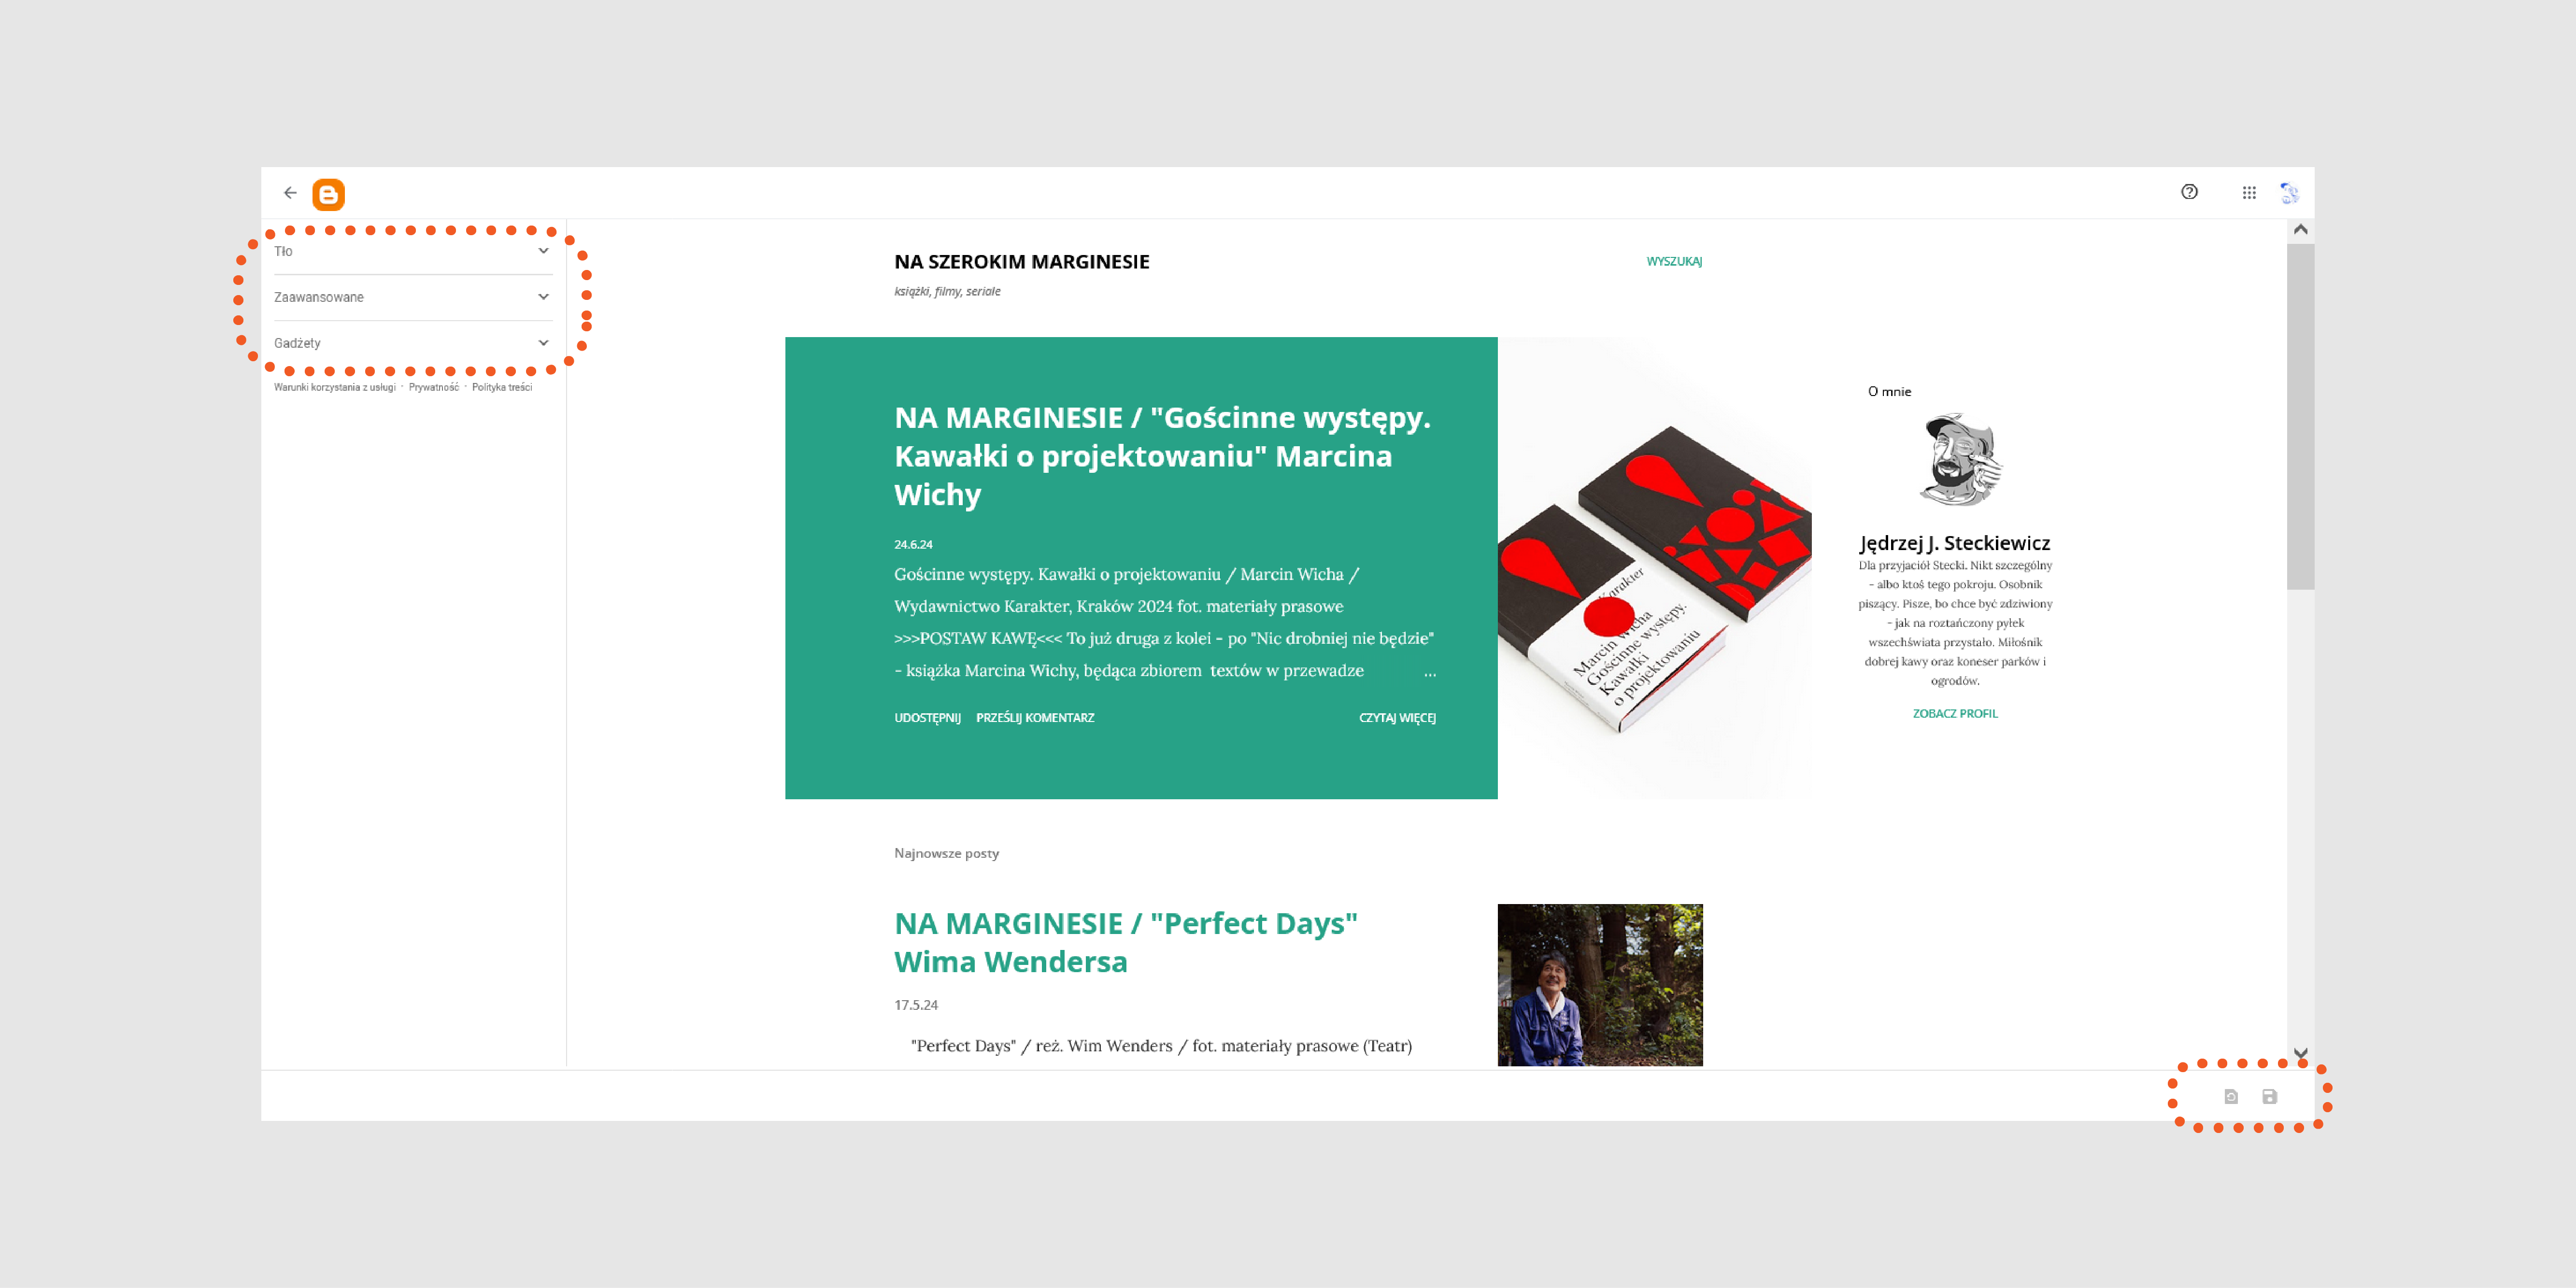 Tło
Zaawansowane
Gadżety
Warunki korzystania z usługi · Prywatność · Polityka treści
NA SZEROKIM MARGINESIE
WYSZUKAJ
książki, filmy, seriale
NA MARGINESIE / "Gościnne występy.
Kawałki o projektowaniu" Marcina
Wichy
24.6.24
Gościnne występy. Kawałki o projektowaniu / Marcin Wicha /
Wydawnictwo Karakter, Kraków 2024 fot. materiały prasowe
>>>POSTAW KAWĘ<<< To już druga z kolei - po "Nic drobniej nie będzie"
- książka Marcina Wichy, będąca zbiorem textów w przewadze ...
UDOSTĘPNIJ PRZEŚLIJ KOMENTARZ CZYTAJ WIĘCEJ
Karakter
Marcin Wicha
Gościnne występy.
Kawałki
o projektowaniu
O mnie
Jędrzej J. Steckiewicz
Dla przyjaciół Stecki. Nikt szczególny
- albo ktoś tego pokroju. Osobnik
piszący. Pisze, bo chce być zdziwiony
- jak na roztańczony pyłek
wszechświata przystało. Miłośnik
dobrej kawy oraz koneser parków i
ogrodów.
ZOBACZ PROFIL
Najnowsze posty
NA MARGINESIE / "Perfect Days"
Wima Wendersa
17.5.24
"Perfect Days" / reż. Wim Wenders / fot. materiały prasowe (Teatr)